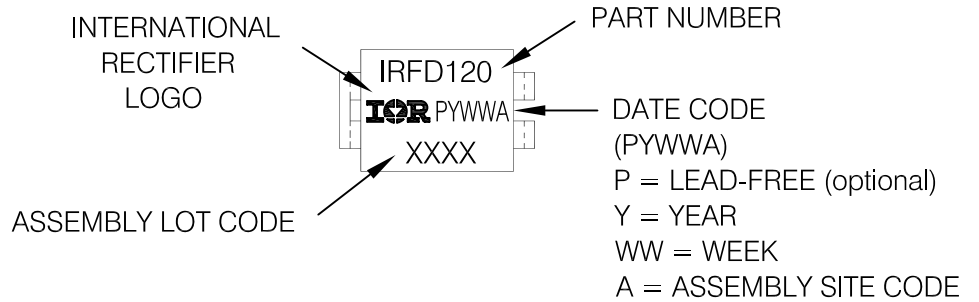 INTERNATIONAL
RECTIFIER
LOGO
PART NUMBER
IRFD120
IOR PYWWA
XXXX
DATE CODE
(PYWWA)
P = LEAD-FREE (optional)
Y = YEAR
WW = WEEK
A = ASSEMBLY SITE CODE
ASSEMBLY LOT CODE